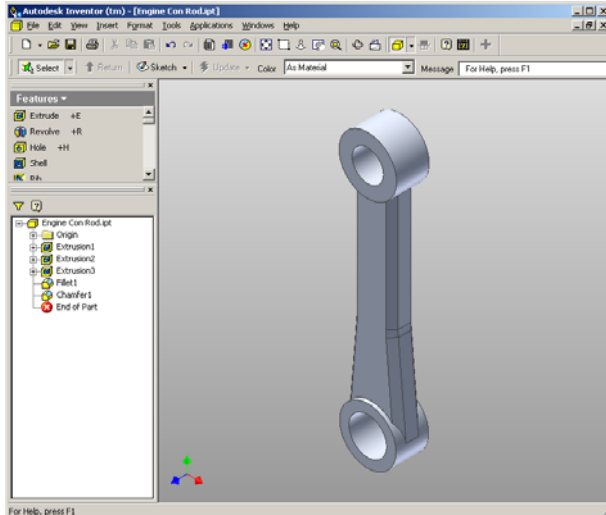 Autodesk Inventor (tm) - [Engine Con Rod.ipt]
File Edit View Insert Format Tools Applications Windows Help
Select Return Sketch Update Color As Material Message For Help, press F1
Features
Extrude +E
Revolve +R
Hole +H
Shell
Rib
Engine Con Rod.ipt
Origin
Extrusion1
Extrusion2
Extrusion3
Fillet1
Chamfer1
End of Part
For Help, press F1